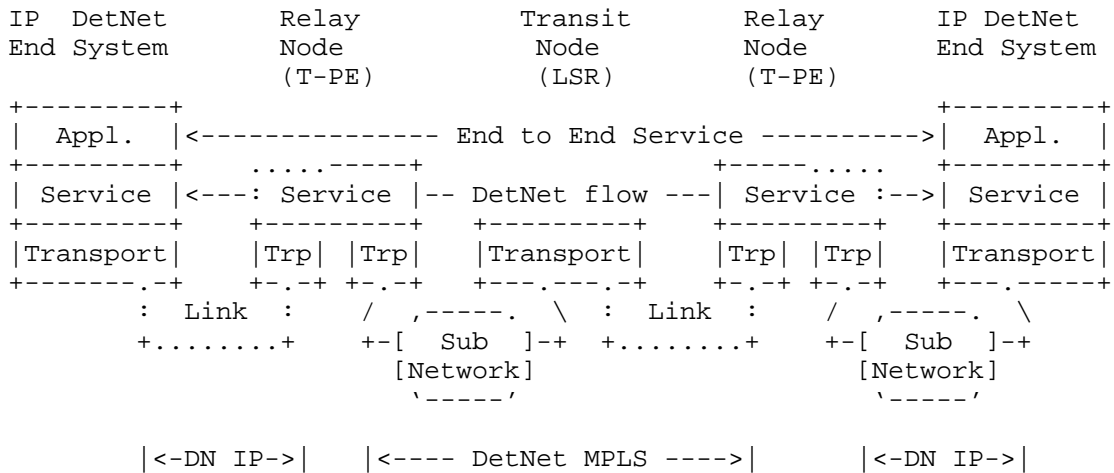 IP  DetNet       Relay             Transit         Relay        IP DetNet
End System       Node               Node           Node         End System
                 (T-PE)             (LSR)          (T-PE)
+---------+                                                     +---------+
|  Appl.  |<--------------- End to End Service ---------->|  Appl.  |
+---------+     .....-----+                   +-----.....  +---------+
| Service |<---: Service |-- DetNet flow ---| Service :-->| Service |
+---------+    +---------+    +---------+     +---------+  +---------+
|Transport|    |Trp| |Trp|    |Transport|     |Trp| |Trp|  |Transport|
+-------.-+    +-.-+ +-.-+    +---.---.-+     +-.-+ +-.-+  +---.-----+
        :  Link  :    /  ,-----.  \  :  Link  :    /  ,-----.  \
        +........+    +-[  Sub  ]-+  +........+    +-[  Sub  ]-+
                        [Network]                    [Network]
                         `-----'                      `-----'
|<-DN IP->|   |<---- DetNet MPLS ---->|      |<-DN IP->|